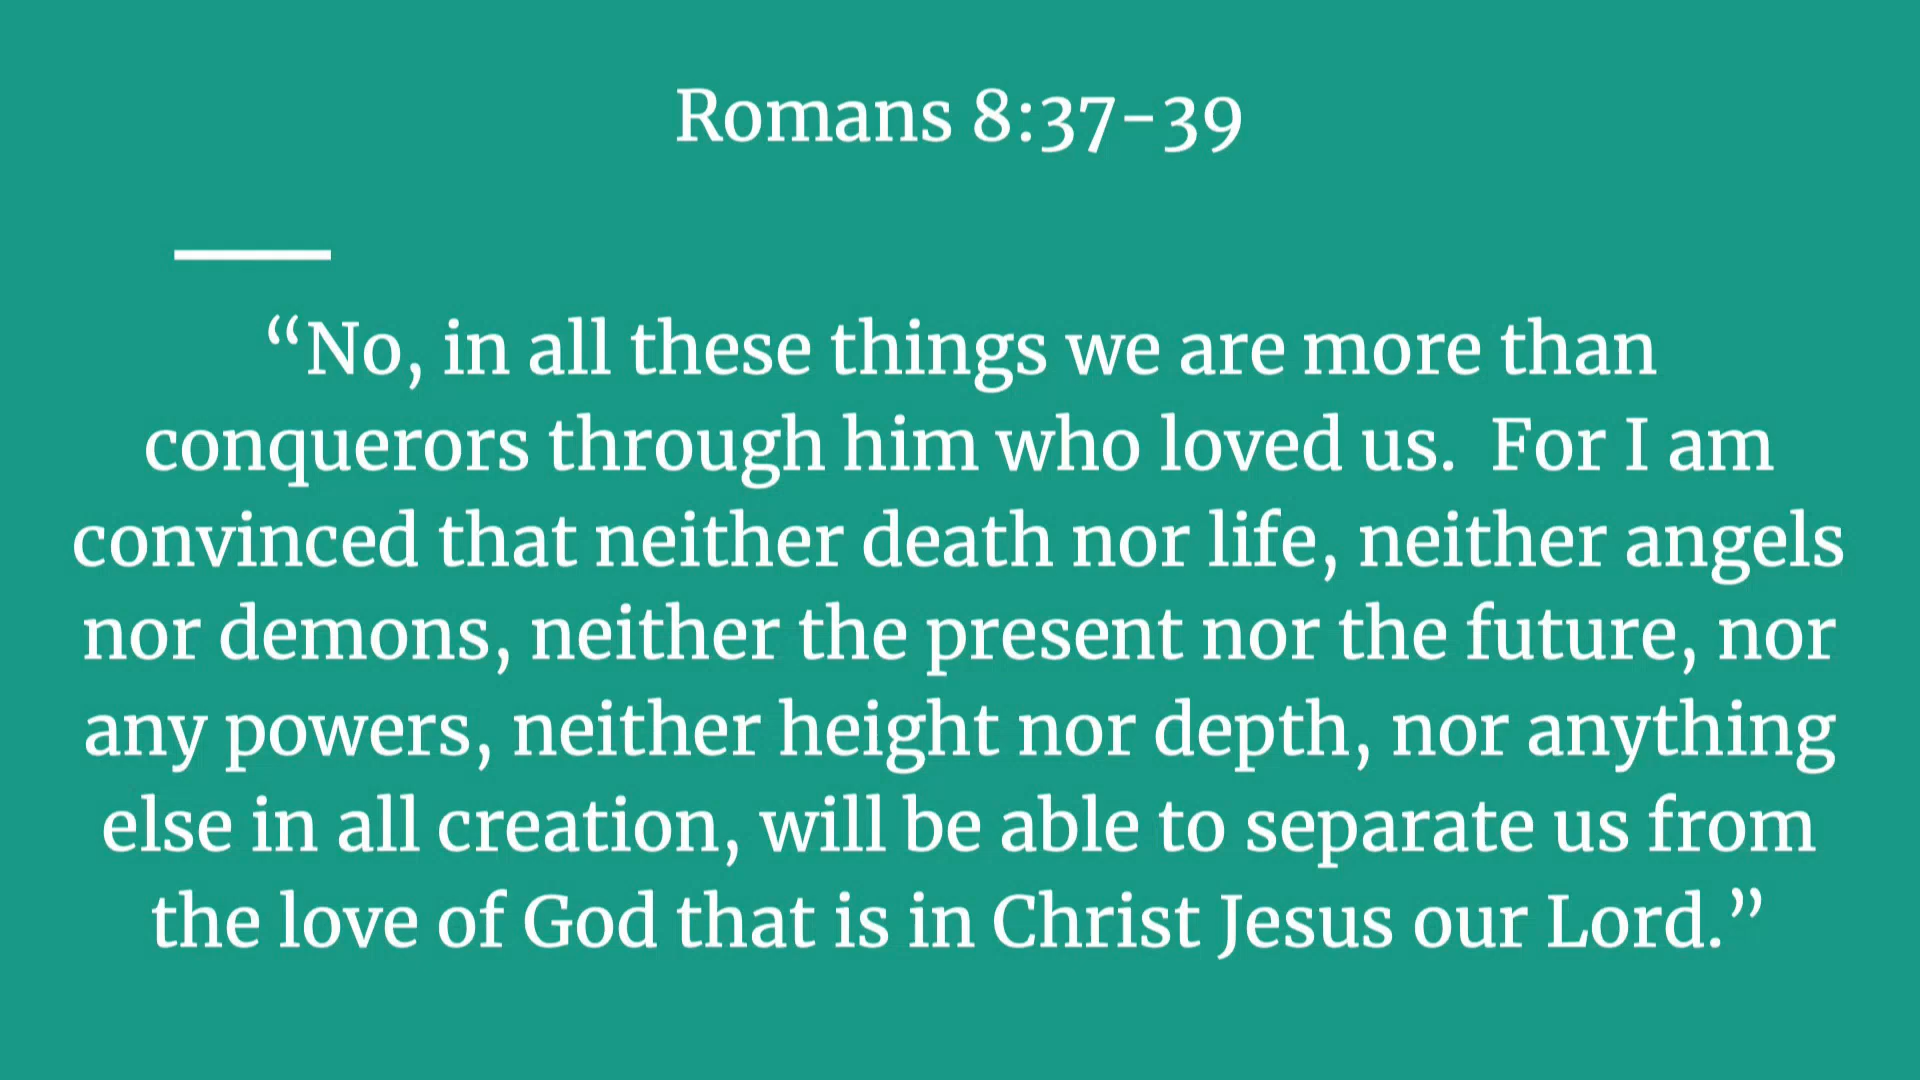 Romans 8:37-39
“No, in all these things we are more than
conquerors through him who loved us.  For I am
convinced that neither death nor life, neither angels
nor demons, neither the present nor the future, nor
any powers, neither height nor depth, nor anything
else in all creation, will be able to separate us from
the love of God that is in Christ Jesus our Lord.”